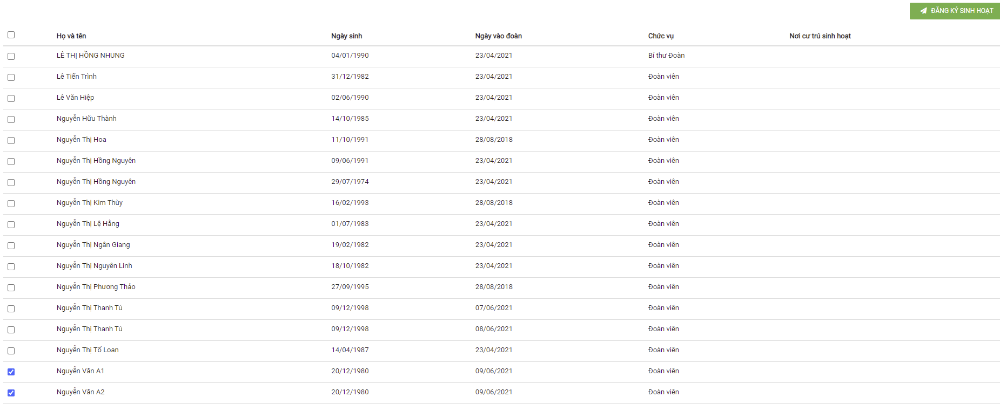 ĐĂNG KÝ SINH HOẠT
Họ và tên Ngày sinh Ngày vào đoàn Chức vụ Nơi cư trú sinh hoạt
LÊ THỊ HỒNG NHUNG 04/01/1990 23/04/2021 Bí thư Đoàn
Lê Tiến Trình 31/12/1982 23/04/2021 Đoàn viên
Lê Văn Hiệp 02/06/1990 23/04/2021 Đoàn viên
Nguyễn Hữu Thành 14/10/1985 23/04/2021 Đoàn viên
Nguyễn Thị Hoa 11/10/1991 28/08/2018 Đoàn viên
Nguyễn Thị Hồng Nguyên 09/06/1991 23/04/2021 Đoàn viên
Nguyễn Thị Hồng Nguyên 29/07/1974 23/04/2021 Đoàn viên
Nguyễn Thị Kim Thùy 16/02/1993 28/08/2018 Đoàn viên
Nguyễn Thị Lệ Hằng 01/07/1983 23/04/2021 Đoàn viên
Nguyễn Thị Ngân Giang 19/02/1982 23/04/2021 Đoàn viên
Nguyễn Thị Nguyên Linh 18/10/1982 23/04/2021 Đoàn viên
Nguyễn Thị Phương Thảo 27/09/1995 28/08/2018 Đoàn viên
Nguyễn Thị Thanh Tú 09/12/1998 07/06/2021 Đoàn viên
Nguyễn Thị Thanh Tú 09/12/1998 08/06/2021 Đoàn viên
Nguyễn Thị Tố Loan 14/04/1987 23/04/2021 Đoàn viên
Nguyễn Văn A1 20/12/1980 09/06/2021 Đoàn viên
Nguyễn Văn A2 20/12/1980 09/06/2021 Đoàn viên